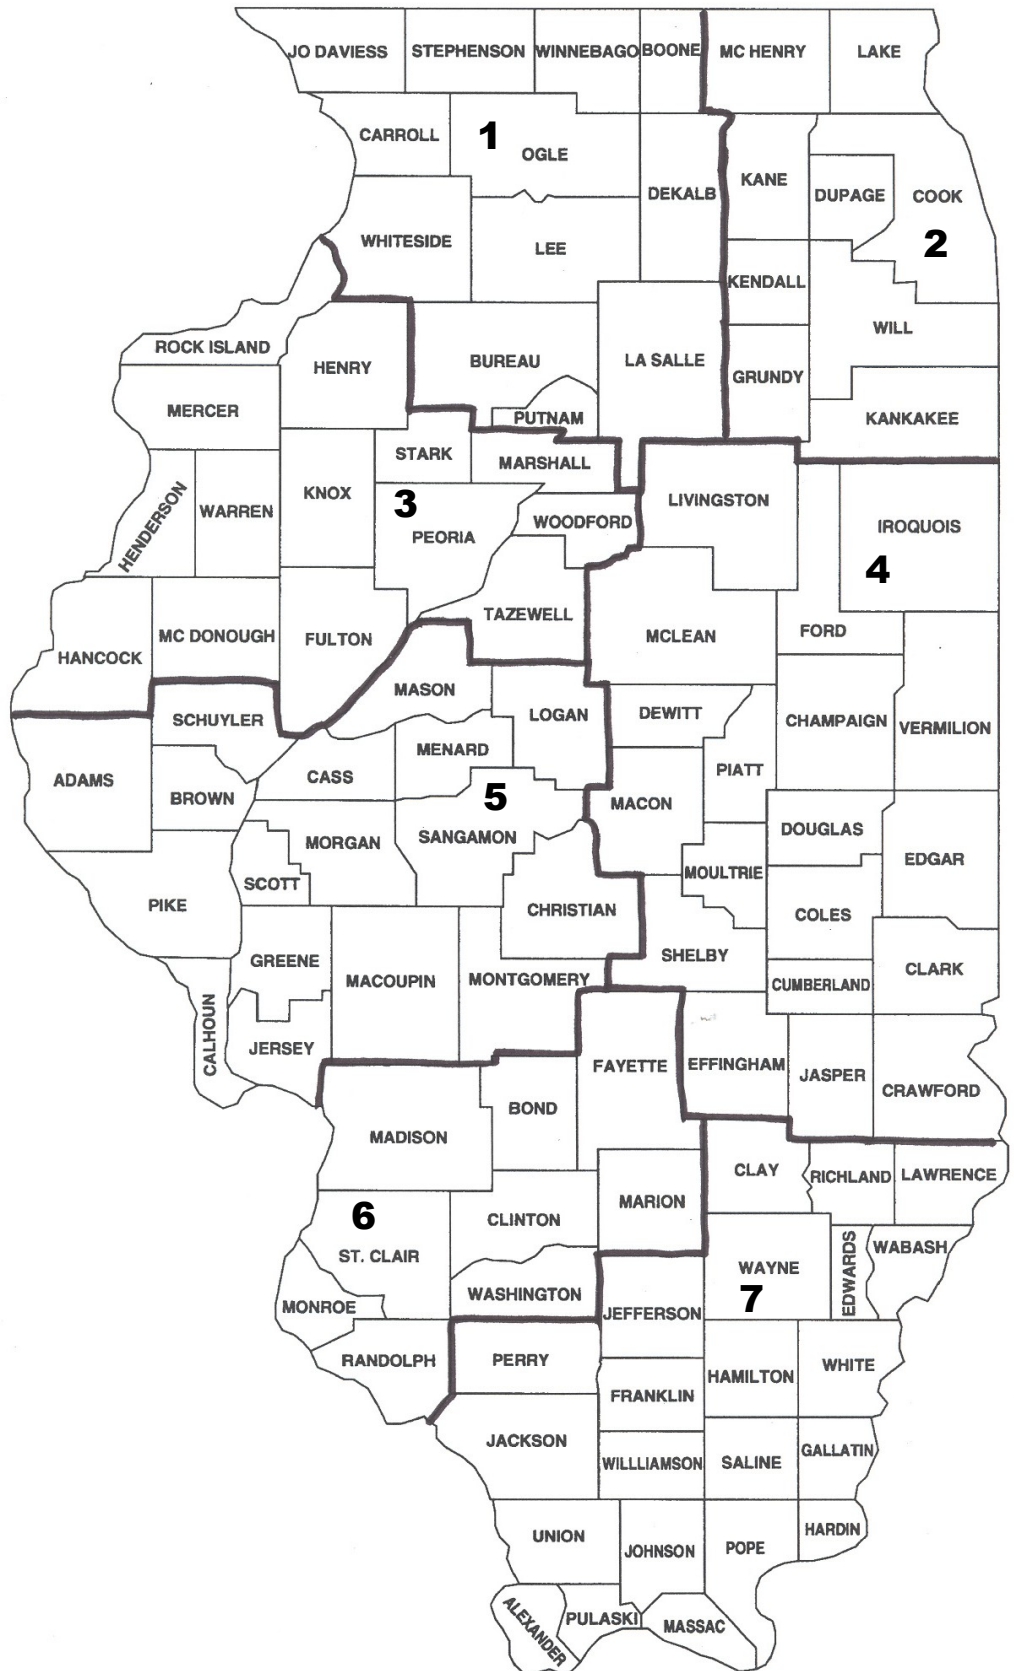 JO DAVIESS
STEPHENSON
WINNEBAGO
BOONE
MC HENRY
LAKE
CARROLL
1
OGLE
DEKALB
KANE
DUPAGE
COOK
2
WHITESIDE
LEE
KENDALL
WILL
ROCK ISLAND
HENRY
BUREAU
LA SALLE
GRUNDY
MERCER
PUTNAM
KANKAKEE
STARK
MARSHALL
HENDERSON
WARREN
KNOX
3
PEORIA
WOODFORD
LIVINGSTON
IROQUOIS
4
HANCOCK
MC DONOUGH
FULTON
TAZEWELL
MCLEAN
FORD
MASON
LOGAN
DEWITT
CHAMPAIGN
VERMILION
SCHUYLER
ADAMS
BROWN
CASS
MENARD
5
MACON
PIATT
SANGAMON
MORGAN
SCOTT
MOULTRIE
DOUGLAS
EDGAR
PIKE
CHRISTIAN
COLES
GREENE
MACOUPIN
MONTGOMERY
SHELBY
CUMBERLAND
CLARK
CALHOUN
JERSEY
FAYETTE
EFFINGHAM
JASPER
CRAWFORD
MADISON
BOND
CLAY
RICHLAND
LAWRENCE
6
ST. CLAIR
CLINTON
MARION
WAYNE
7
EDWARDS
WABASH
MONROE
WASHINGTON
JEFFERSON
RANDOLPH
PERRY
HAMILTON
WHITE
FRANKLIN
JACKSON
WILLLIAMSON
SALINE
GALLATIN
UNION
JOHNSON
POPE
HARDIN
ALEXANDER
PULASKI
MASSAC